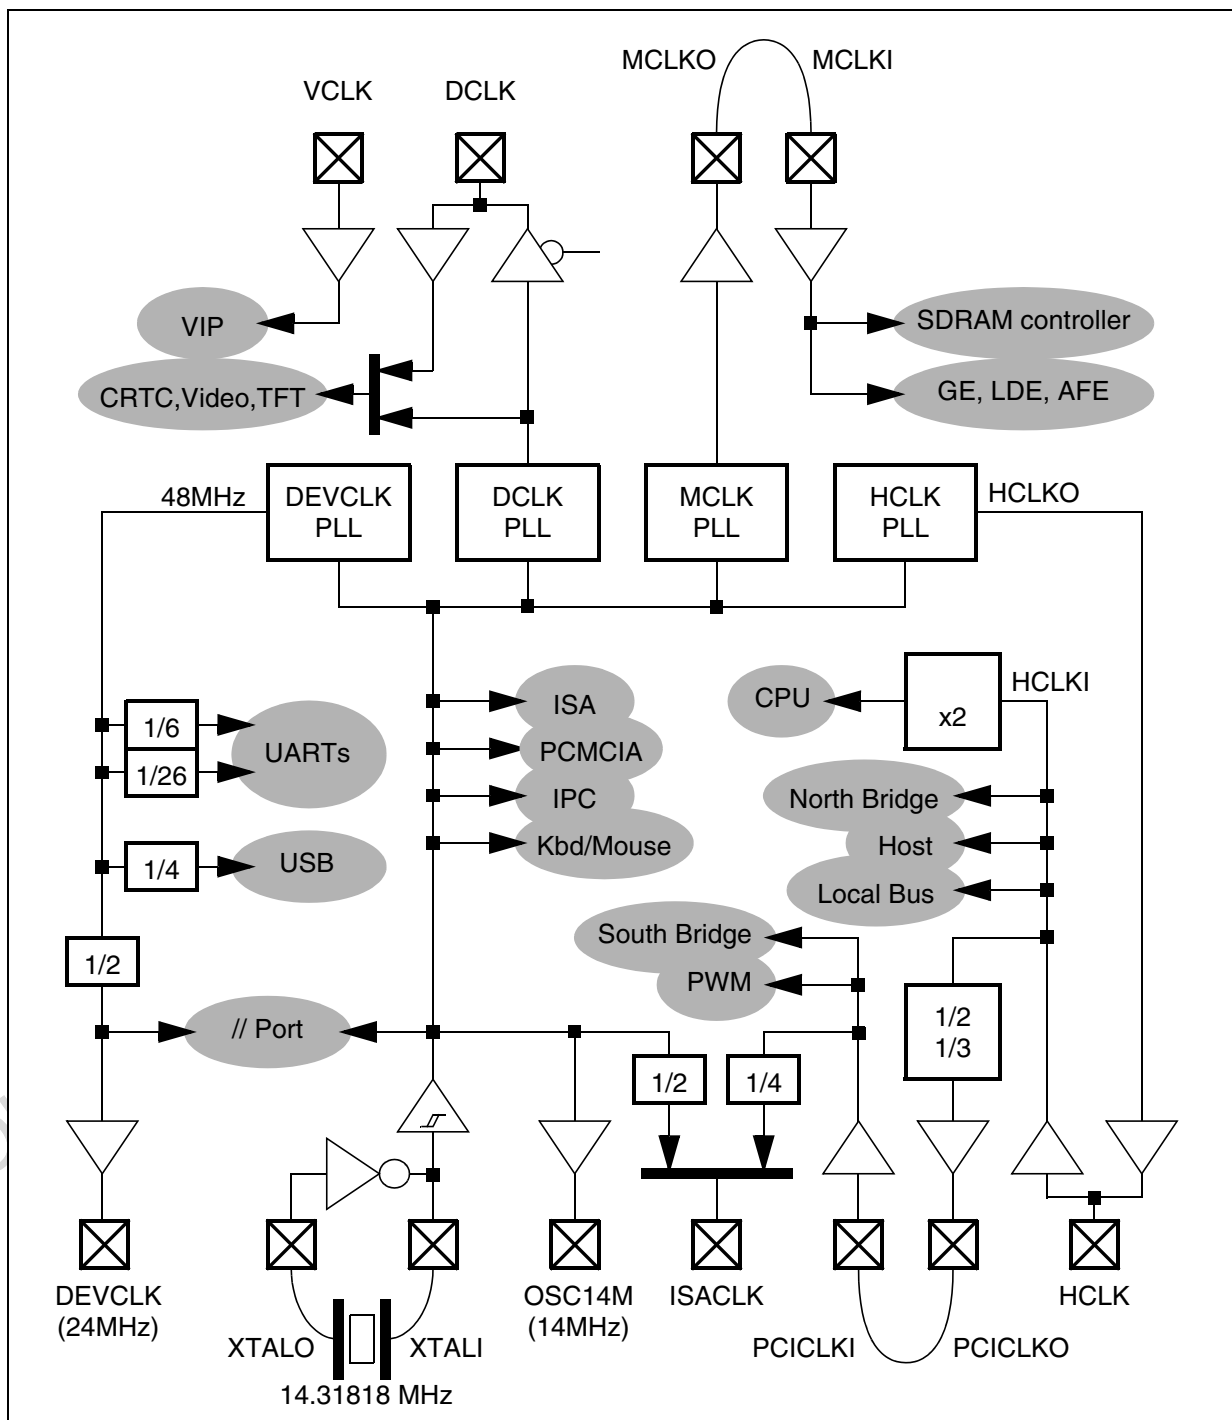 MCLKO
MCLKI
VCLK
DCLK
VIP
SDRAM controller
CRTC,Video,TFT
GE, LDE, AFE
48MHz
DEVCLK
PLL
DCLK
PLL
MCLK
PLL
HCLK
PLL
HCLKO
ISA
CPU
x2
HCLKI
1/6
UARTs
PCMCIA
1/26
IPC
North Bridge
Kbd/Mouse
Host
1/4
USB
Local Bus
South Bridge
1/2
PWM
// Port
1/2
1/3
1/2
1/4
DEVCLK
(24MHz)
OSC14M
(14MHz)
ISACLK
HCLK
XTALO
XTALI
PCICLKI
PCICLKO
14.31818 MHz